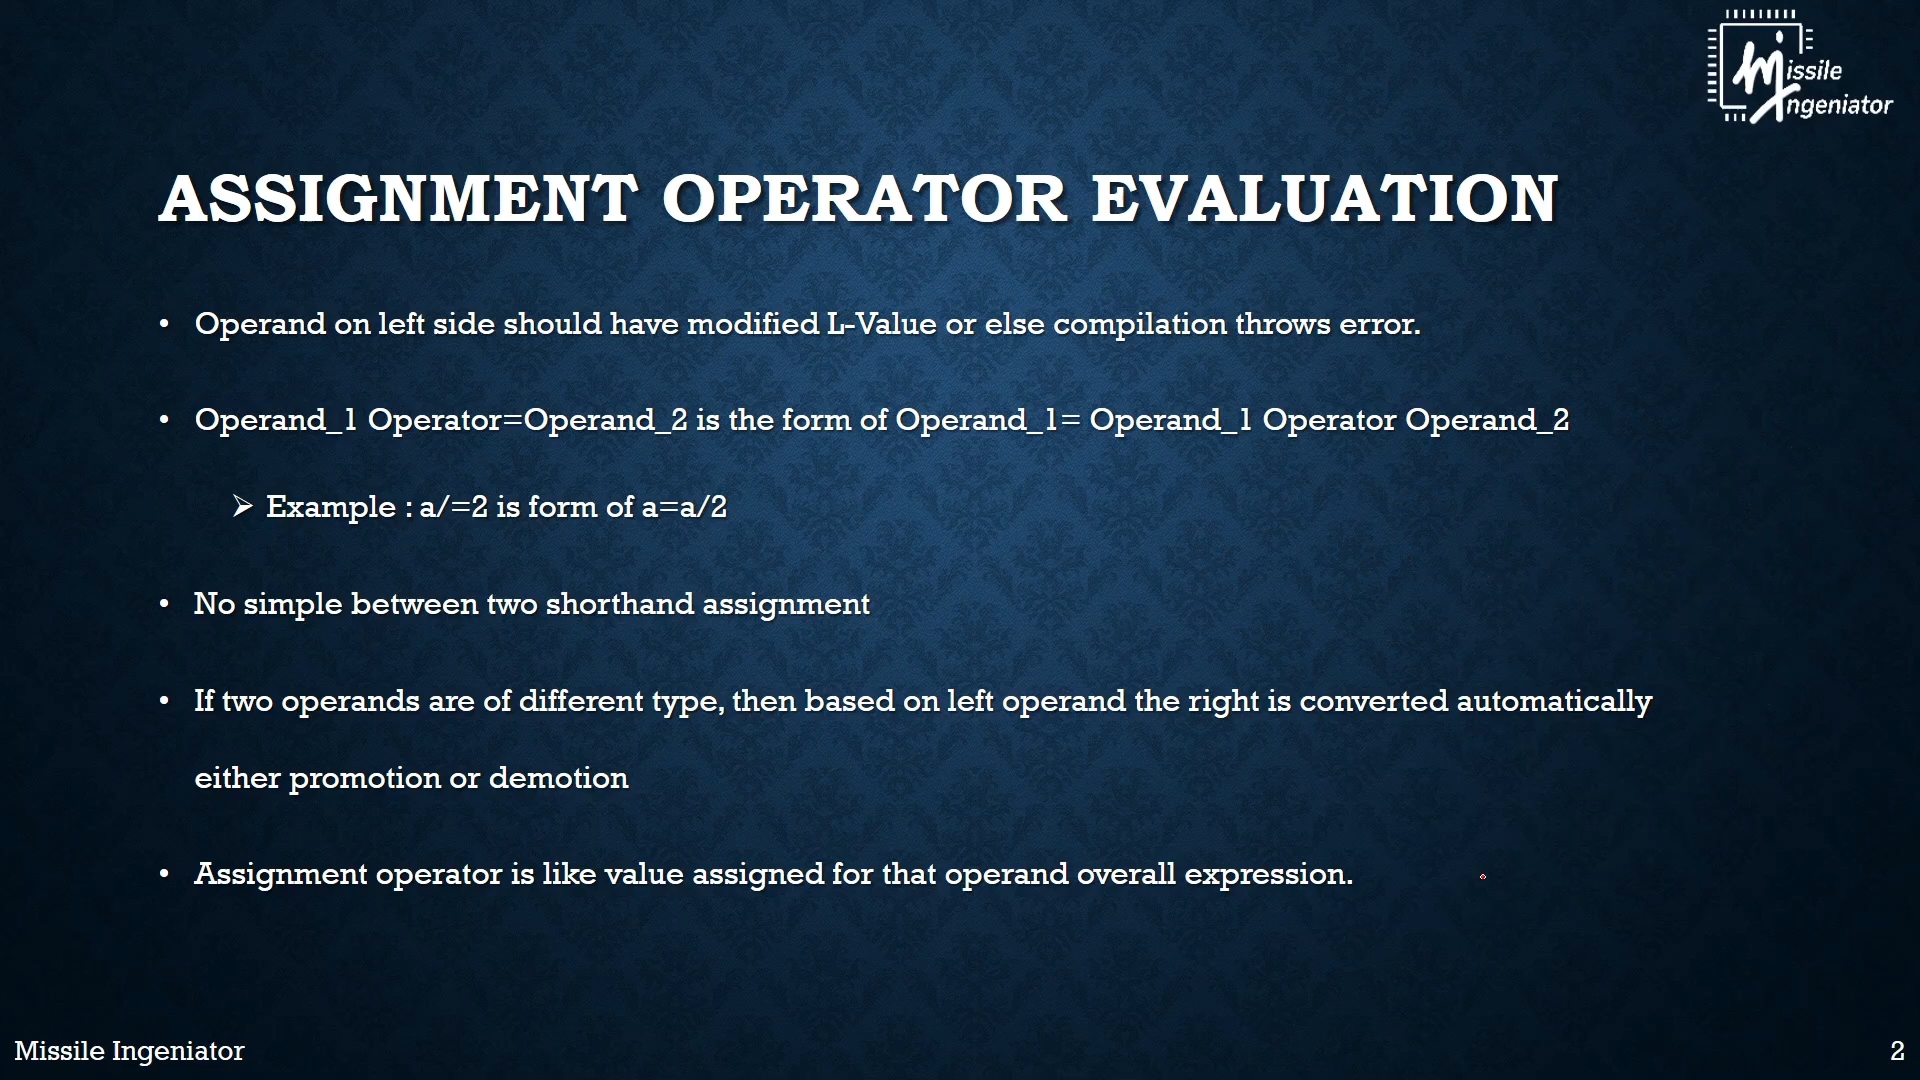 Missile
Ingeniator
ASSIGNMENT OPERATOR EVALUATION
• Operand on left side should have modified L-Value or else compilation throws error.
• Operand_1 Operator=Operand_2 is the form of Operand_1= Operand_1 Operator Operand_2
➢ Example : a/=2 is form of a=a/2
• No simple between two shorthand assignment
• If two operands are of different type, then based on left operand the right is converted automatically
either promotion or demotion
• Assignment operator is like value assigned for that operand overall expression.
Missile Ingeniator
2